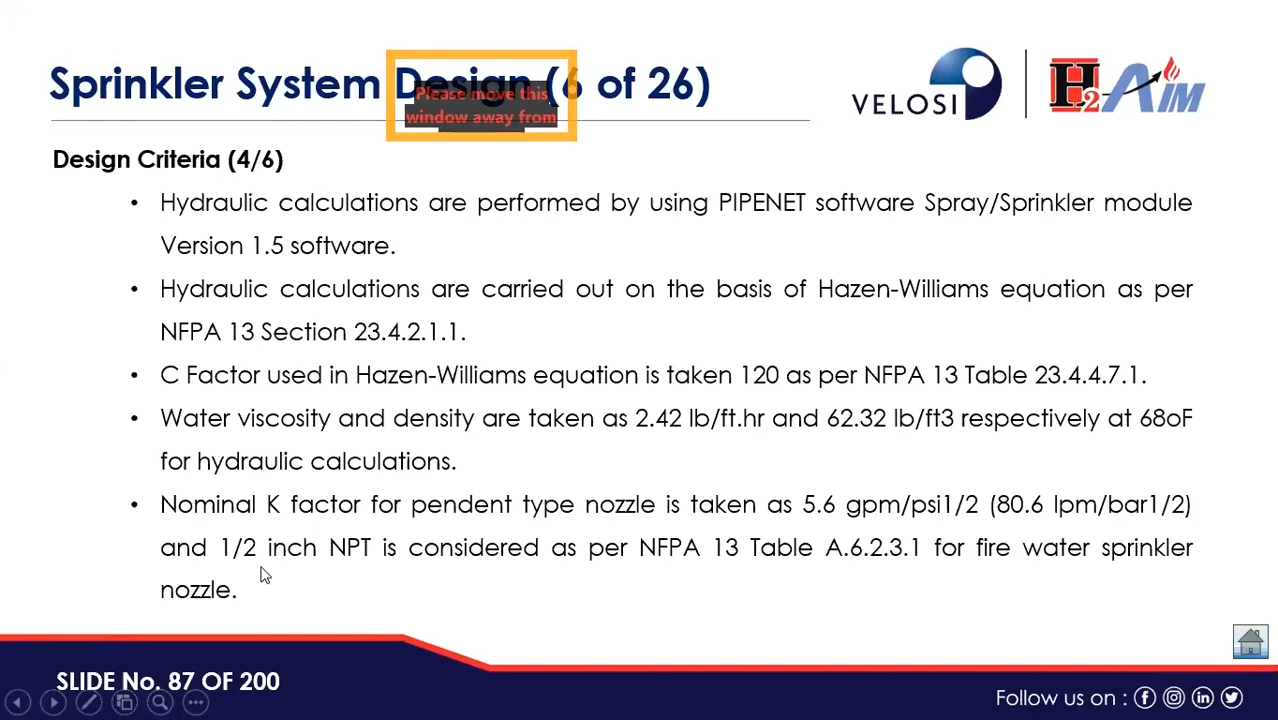 Sprinkler System Design (6 of 26)
Please move this
window away from
VELOSI
H2AIM
Design Criteria (4/6)
• Hydraulic calculations are performed by using PIPENET software Spray/Sprinkler module
Version 1.5 software.
• Hydraulic calculations are carried out on the basis of Hazen-Williams equation as per
NFPA 13 Section 23.4.2.1.1.
• C Factor used in Hazen-Williams equation is taken 120 as per NFPA 13 Table 23.4.4.7.1.
• Water viscosity and density are taken as 2.42 lb/ft.hr and 62.32 lb/ft3 respectively at 68oF
for hydraulic calculations.
• Nominal K factor for pendent type nozzle is taken as 5.6 gpm/psi1/2 (80.6 lpm/bar1/2)
and 1/2 inch NPT is considered as per NFPA 13 Table A.6.2.3.1 for fire water sprinkler
nozzle.
SLIDE No. 87 OF 200
Follow us on :